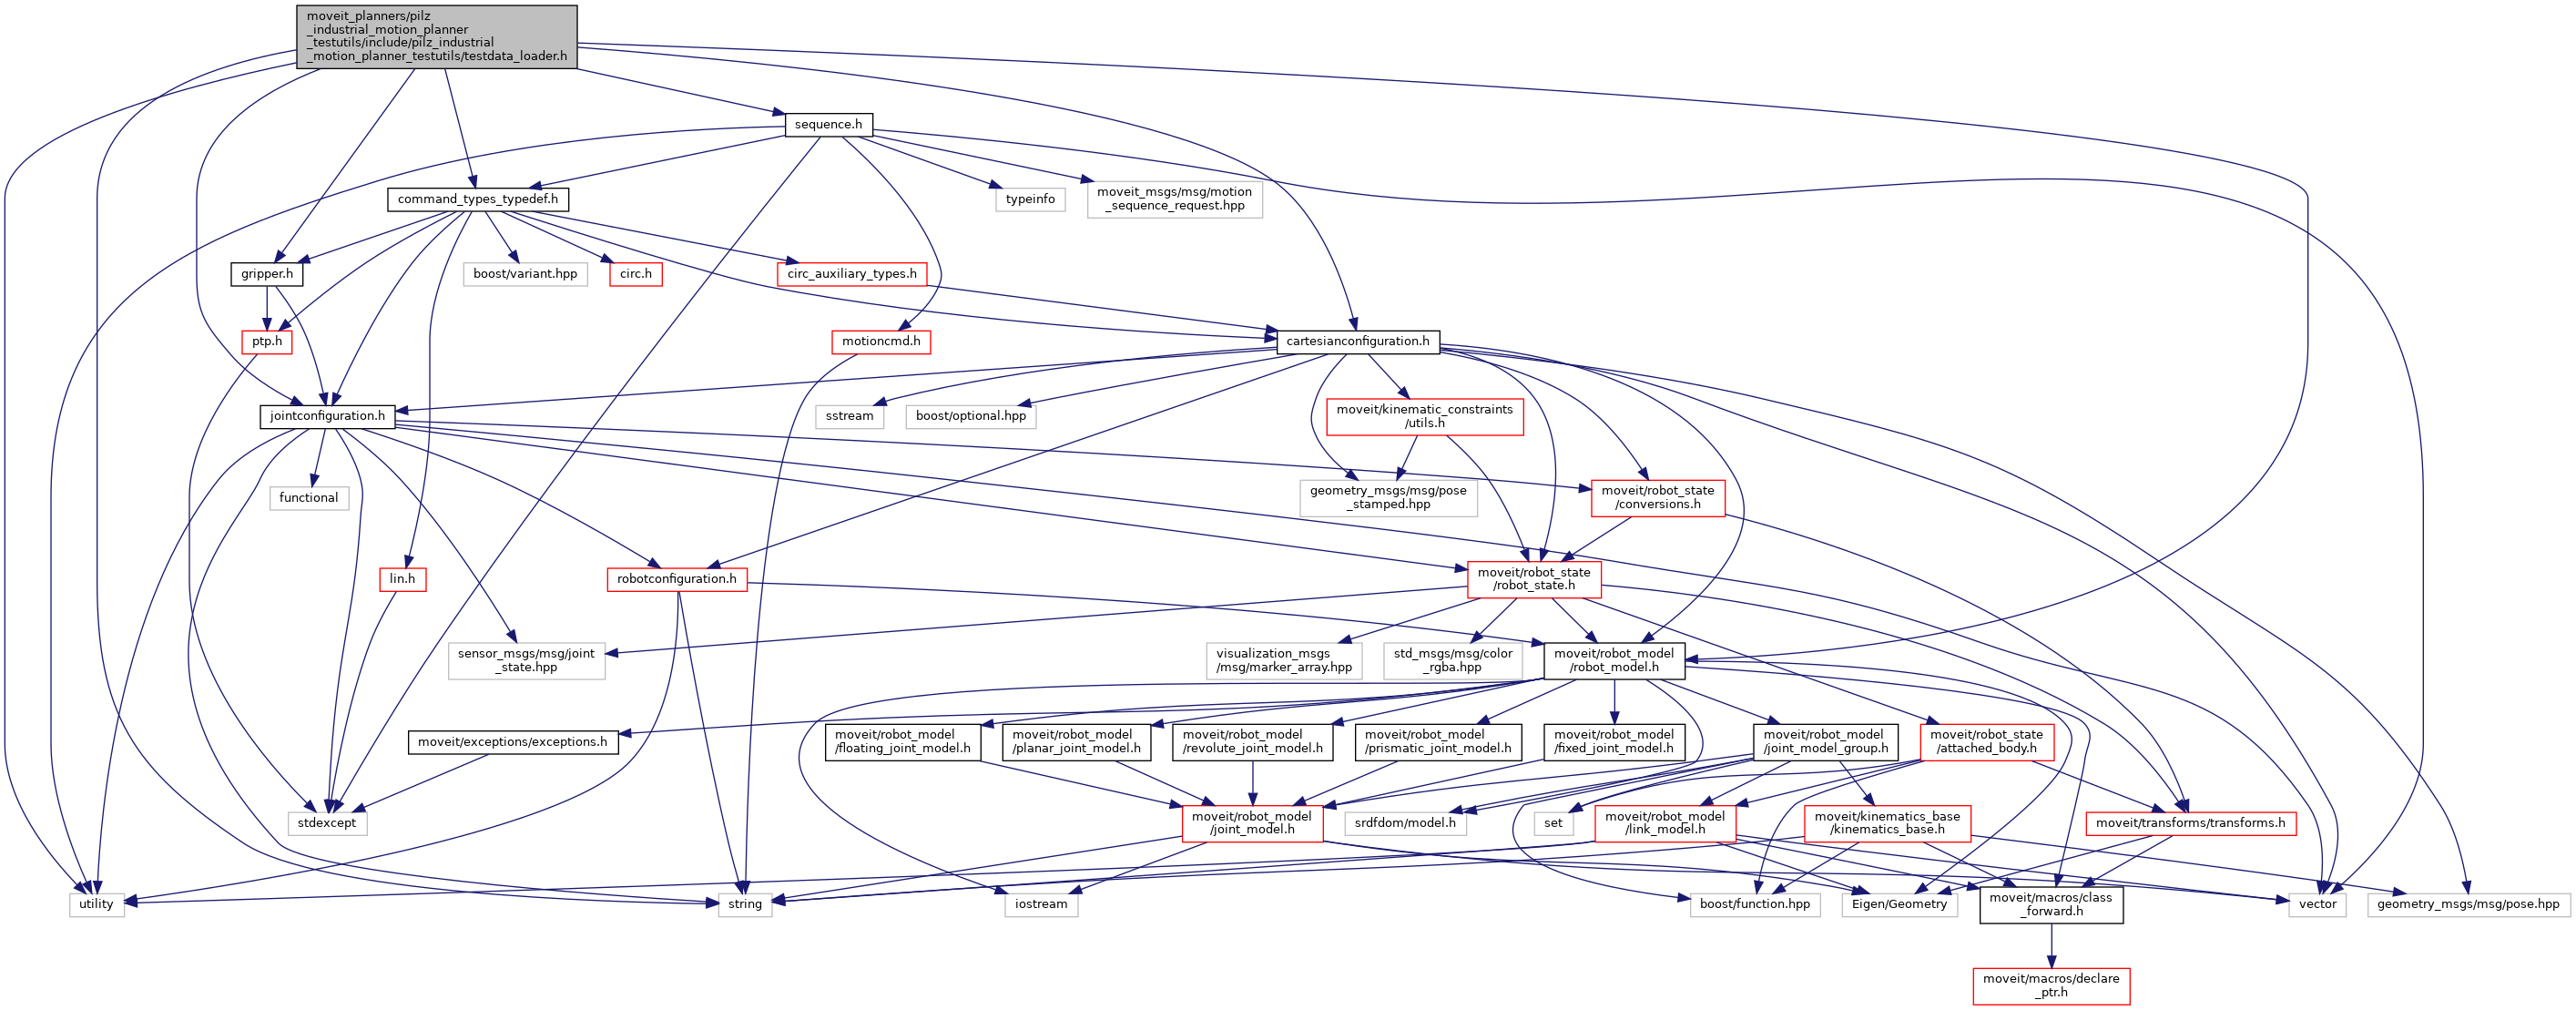 moveit_planners/pilz
_industrial_motion_planner
_testutils/include/pilz_industrial
_motion_planner_testutils/testdata_loader.h
sequence.h
command_types_typedef.h
typeinfo
moveit_msgs/msg/motion
_sequence_request.hpp
gripper.h
boost/variant.hpp
circ.h
circ_auxiliary_types.h
ptp.h
motioncmd.h
cartesianconfiguration.h
jointconfiguration.h
sstream
boost/optional.hpp
moveit/kinematic_constraints
/utils.h
functional
geometry_msgs/msg/pose
_stamped.hpp
moveit/robot_state
/conversions.h
lin.h
robotconfiguration.h
moveit/robot_state
/robot_state.h
sensor_msgs/msg/joint
_state.hpp
visualization_msgs
/msg/marker_array.hpp
std_msgs/msg/color
_rgba.hpp
moveit/robot_model
/robot_model.h
moveit/exceptions/exceptions.h
moveit/robot_model
/floating_joint_model.h
moveit/robot_model
/planar_joint_model.h
moveit/robot_model
/revolute_joint_model.h
moveit/robot_model
/prismatic_joint_model.h
moveit/robot_model
/fixed_joint_model.h
moveit/robot_model
/joint_model_group.h
moveit/robot_state
/attached_body.h
stdexcept
moveit/robot_model
/joint_model.h
srdfdom/model.h
set
moveit/robot_model
/link_model.h
moveit/kinematics_base
/kinematics_base.h
moveit/transforms/transforms.h
utility
string
iostream
boost/function.hpp
Eigen/Geometry
moveit/macros/class
_forward.h
vector
geometry_msgs/msg/pose.hpp
moveit/macros/declare
_ptr.h